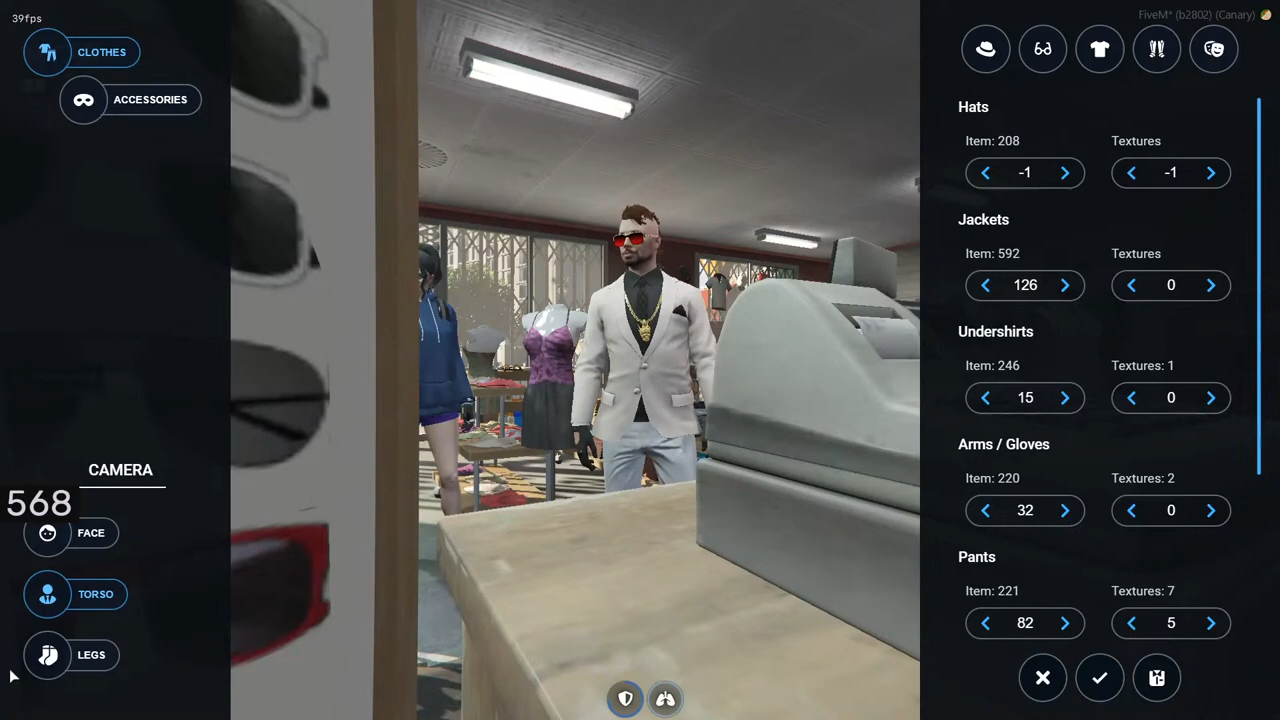 39fps
FiveM* (b2802) (Canary)
CLOTHES
ACCESSORIES
Hats
Item: 208 Textures
-1 -1
Jackets
Item: 592 Textures
126 0
Undershirts
Item: 246 Textures: 1
15 0
Arms / Gloves
Item: 220 Textures: 2
32 0
Pants
Item: 221 Textures: 7
82 5
CAMERA
568
FACE
TORSO
LEGS